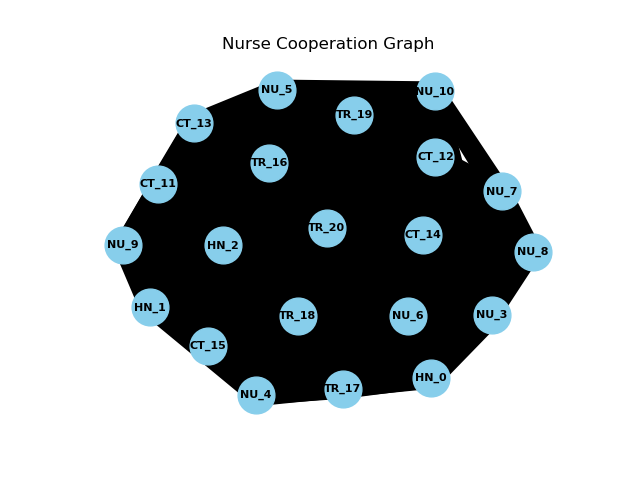 Nurse Cooperation Graph
NU_5
NU_10
TR_19
CT_13
CT_12
TR_16
CT_11
NU_7
TR_20
CT_14
NU_9
HN_2
NU_8
HN_1
TR_18
NU_6
NU_3
CT_15
HN_0
TR_17
NU_4